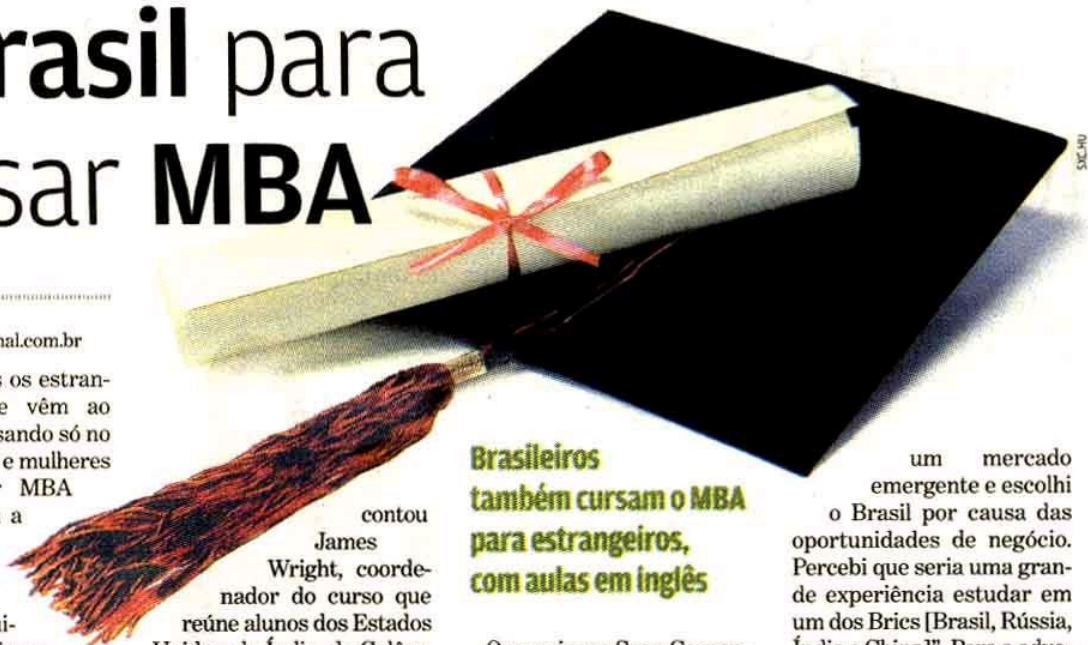 rasil para
sar MBA
SXC.HU
nal.com.br
s os estran-
e vêm ao
sando só no
e mulheres
MBA
a
contou
James
Wright, coorde-
nador do curso que
reúne alunos dos Estados
Brasileiros
também cursam o MBA
para estrangeiros,
com aulas em inglês
um mercado
emergente e escolhi
o Brasil por causa das
oportunidades de negócio.
Percebi que seria uma gran-
de experiência estudar em
um dos Brics [Brasil, Rússia,